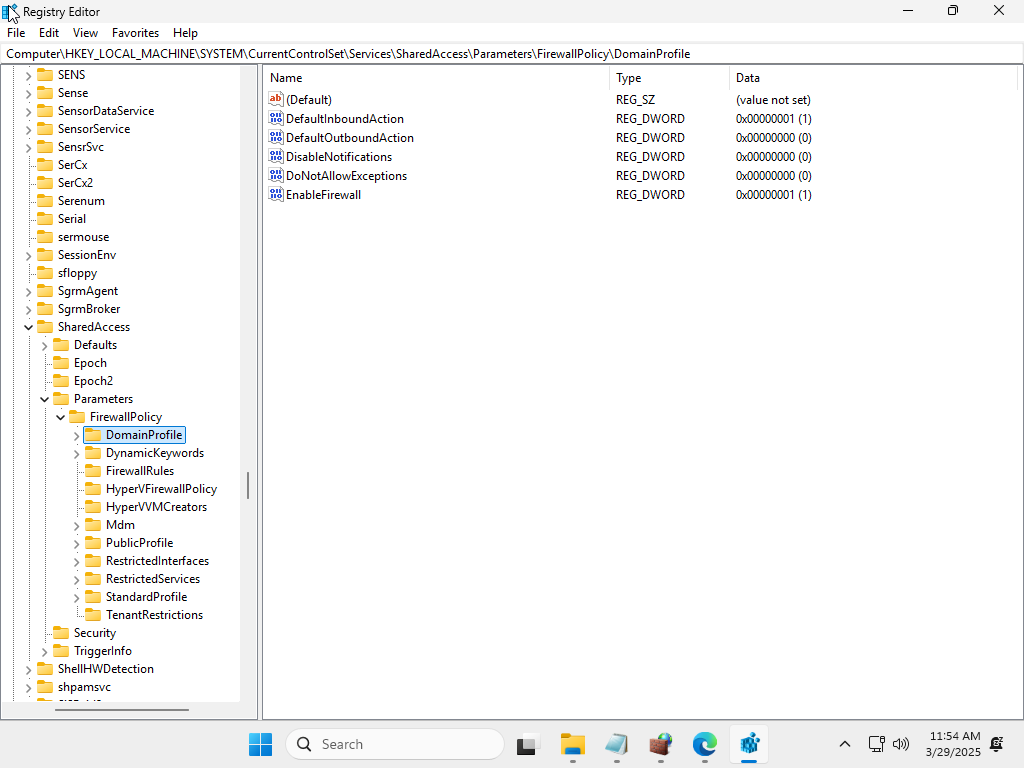 Registry Editor
File Edit View Favorites Help
Computer\HKEY_LOCAL_MACHINE\SYSTEM\CurrentControlSet\Services\SharedAccess\Parameters\FirewallPolicy\DomainProfile
SENS
Sense
SensorDataService
SensorService
SensrSvc
SerCx
SerCx2
Serenum
Serial
sermouse
SessionEnv
sfloppy
SgrmAgent
SgrmBroker
SharedAccess
Defaults
Epoch
Epoch2
Parameters
FirewallPolicy
DomainProfile
DynamicKeywords
FirewallRules
HyperVFirewallPolicy
HyperVVMCreators
Mdm
PublicProfile
RestrictedInterfaces
RestrictedServices
StandardProfile
TenantRestrictions
Security
TriggerInfo
ShellHWDetection
shpamsvc
Name Type Data
(Default) REG_SZ (value not set)
DefaultInboundAction REG_DWORD 0x00000001 (1)
DefaultOutboundAction REG_DWORD 0x00000000 (0)
DisableNotifications REG_DWORD 0x00000000 (0)
DoNotAllowExceptions REG_DWORD 0x00000000 (0)
EnableFirewall REG_DWORD 0x00000001 (1)
Search
11:54 AM
3/29/2025